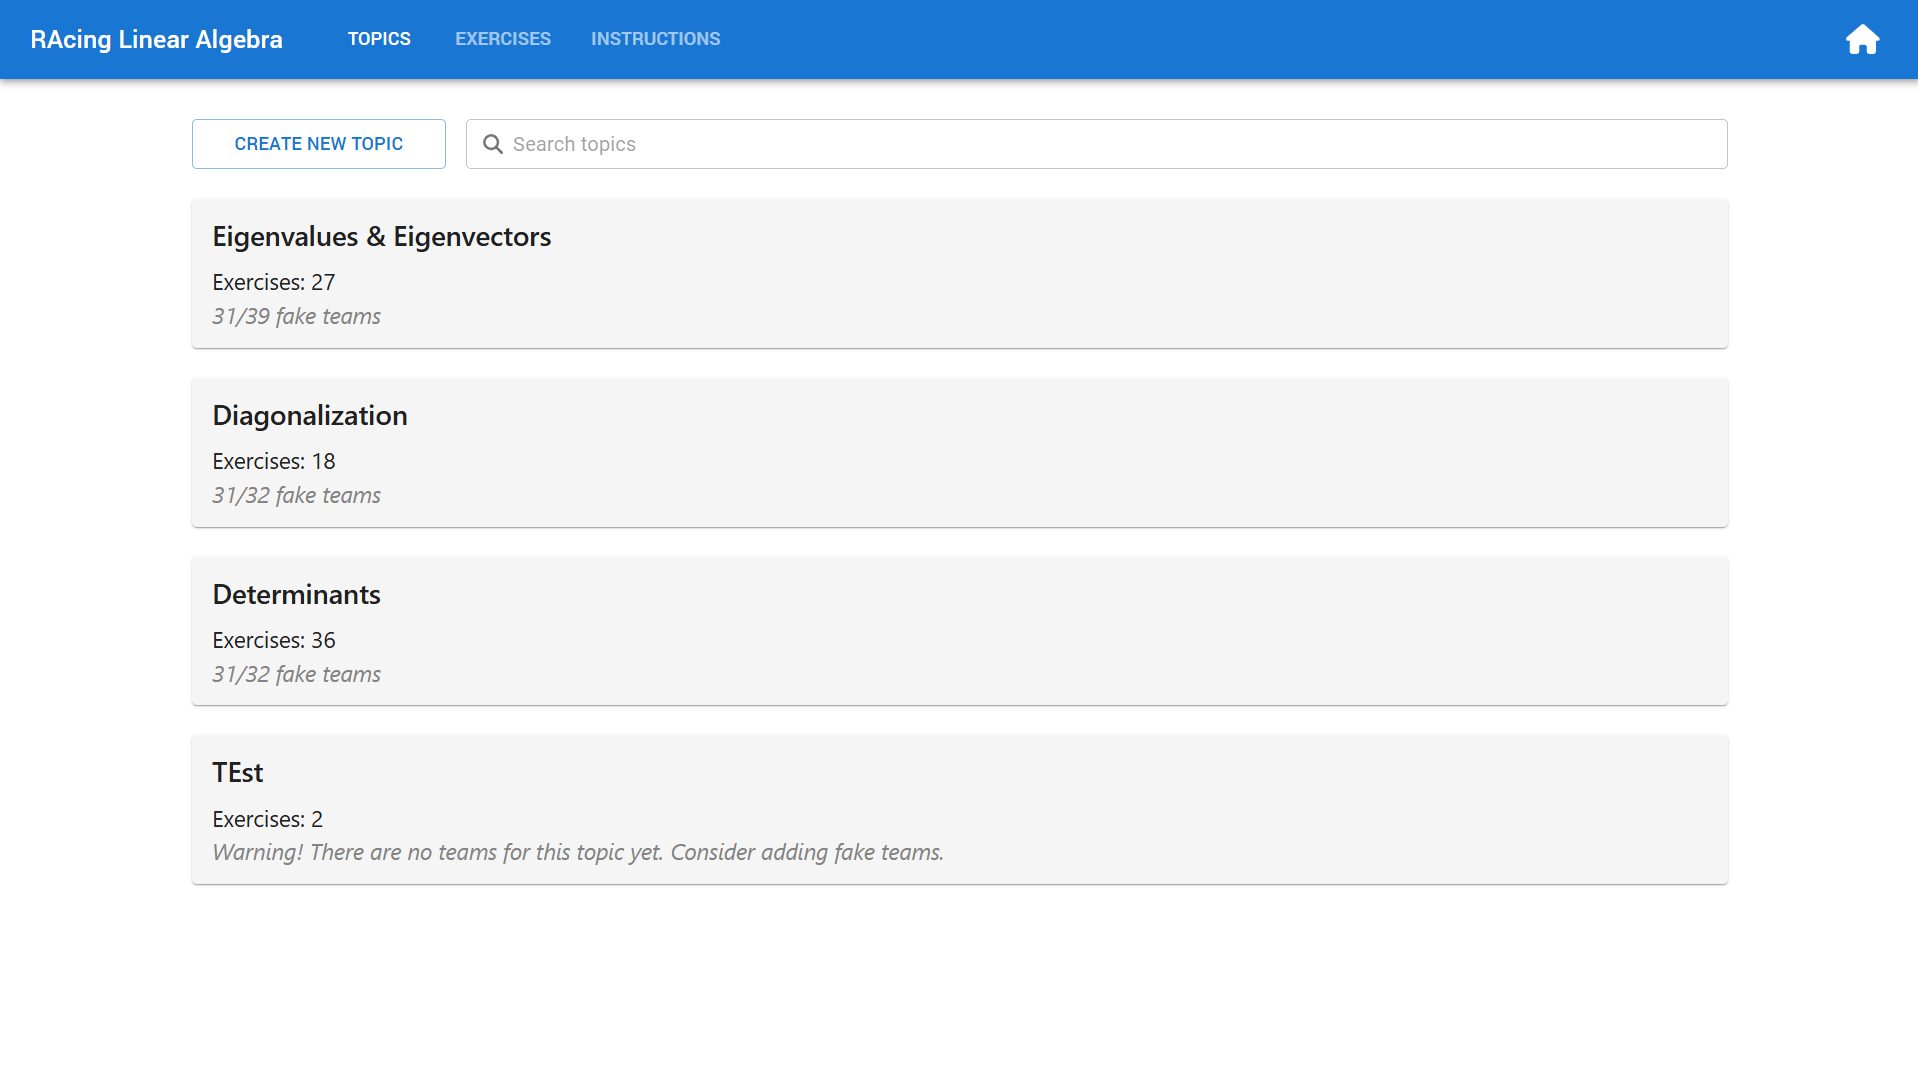 RAcing Linear Algebra TOPICS EXERCISES INSTRUCTIONS
CREATE NEW TOPIC Search topics
Eigenvalues & Eigenvectors
Exercises: 27
31/39 fake teams
Diagonalization
Exercises: 18
31/32 fake teams
Determinants
Exercises: 36
31/32 fake teams
TEst
Exercises: 2
Warning! There are no teams for this topic yet. Consider adding fake teams.